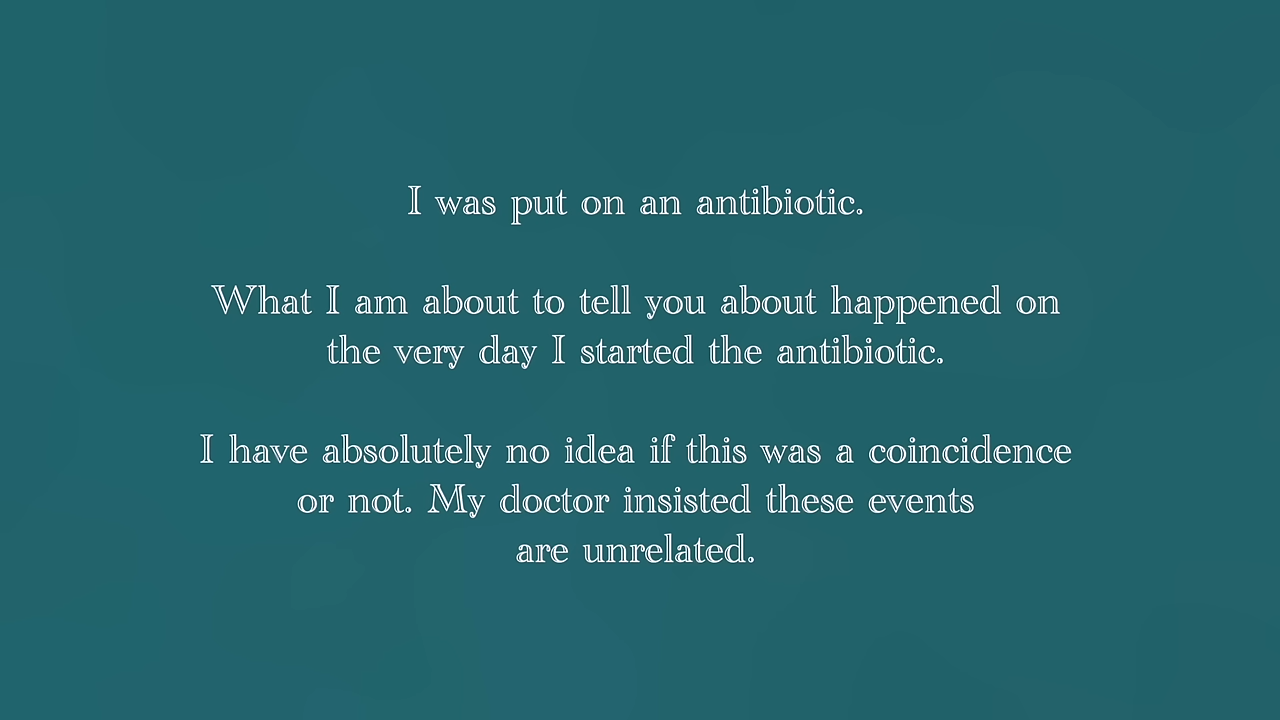 I was put on an antibiotic.
What I am about to tell you about happened on
the very day I started the antibiotic.
I have absolutely no idea if this was a coincidence
or not. My doctor insisted these events
are unrelated.